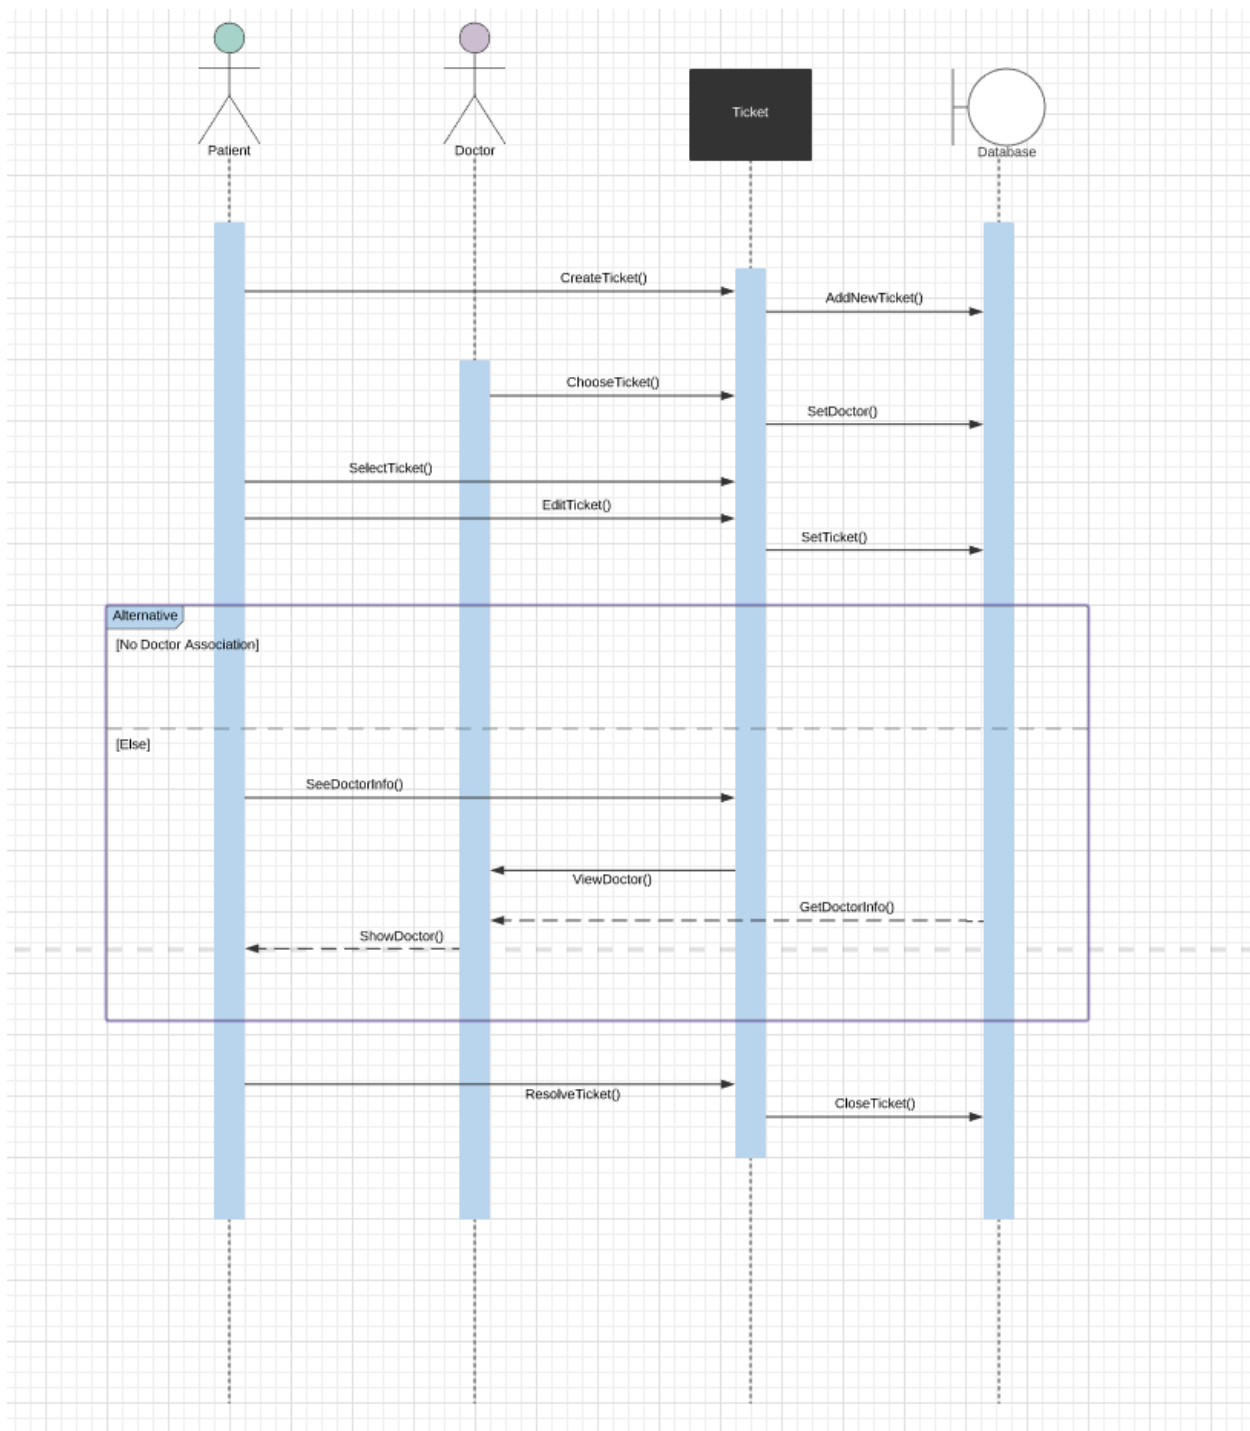 Patient
Doctor
Ticket
Database
CreateTicket()
AddNewTicket()
ChooseTicket()
SetDoctor()
SelectTicket()
EditTicket()
SetTicket()
Alternative
[No Doctor Association]
[Else]
SeeDoctorInfo()
ViewDoctor()
GetDoctorInfo()
ShowDoctor()
ResolveTicket()
CloseTicket()